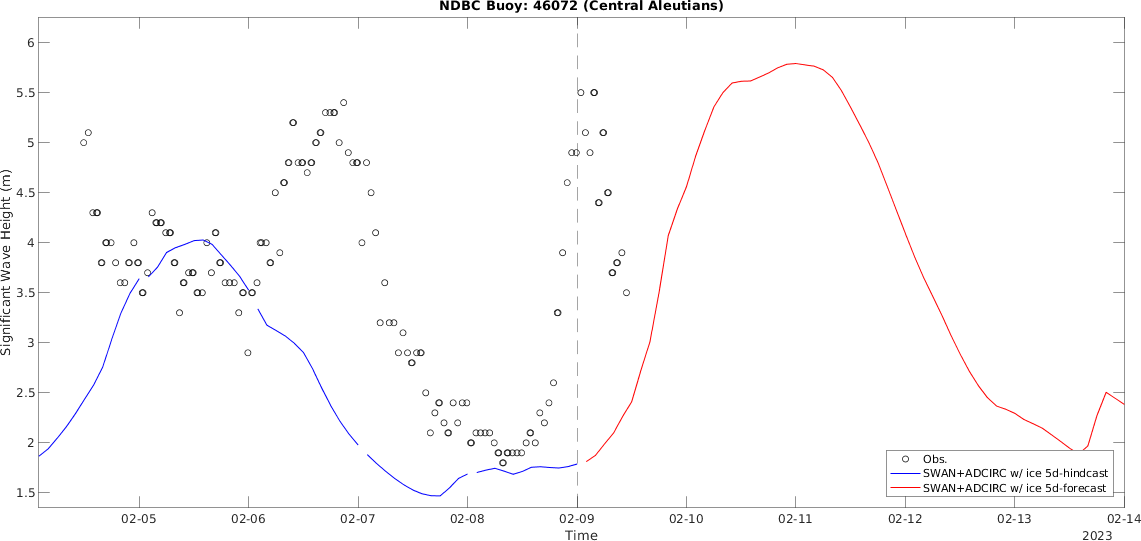 NDBC Buoy: 46072 (Central Aleutians)
Significant Wave Height (m)
6
5.5
5
4.5
4
3.5
3
2.5
2
1.5
Obs.
SWAN+ADCIRC w/ ice 5d-hindcast
SWAN+ADCIRC w/ ice 5d-forecast
02-05 02-06 02-07 02-08 02-09 02-10 02-11 02-12 02-13 02-14
Time
2023